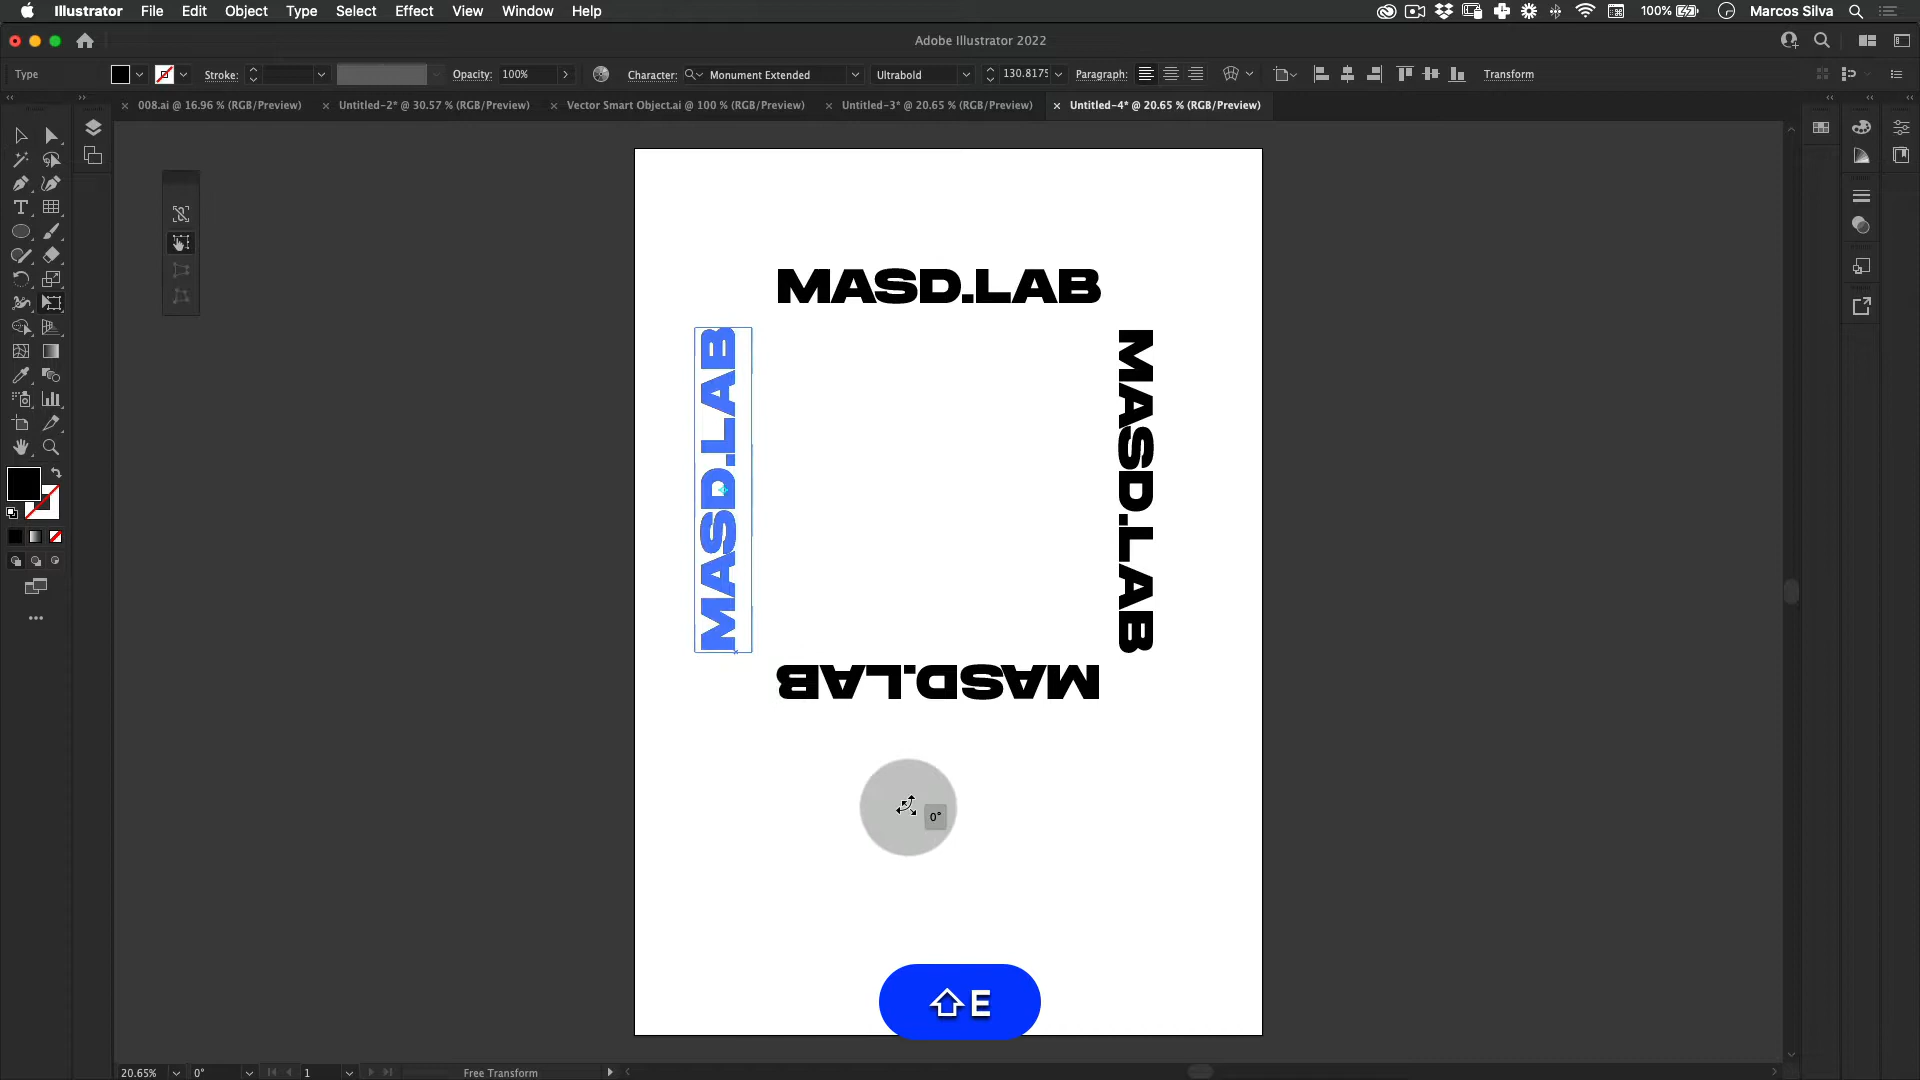 Illustrator File Edit Object Type Select Effect View Window Help 100% Marcos Silva
Adobe Illustrator 2022
Type Stroke: Opacity: 100% Character: Monument Extended Ultrabold 130.8175 Paragraph: Transform
008.ai @ 16.96 % (RGB/Preview) Untitled-2* @ 30.57 % (RGB/Preview) Vector Smart Object.ai @ 100 % (RGB/Preview) Untitled-3* @ 20.65 % (RGB/Preview) Untitled-4* @ 20.65 % (RGB/Preview)
MASD.LAB
MASD.LAB
MASD.LAB
MASD.LAB
0°
⇧E
20.65% 0° 1 Free Transform